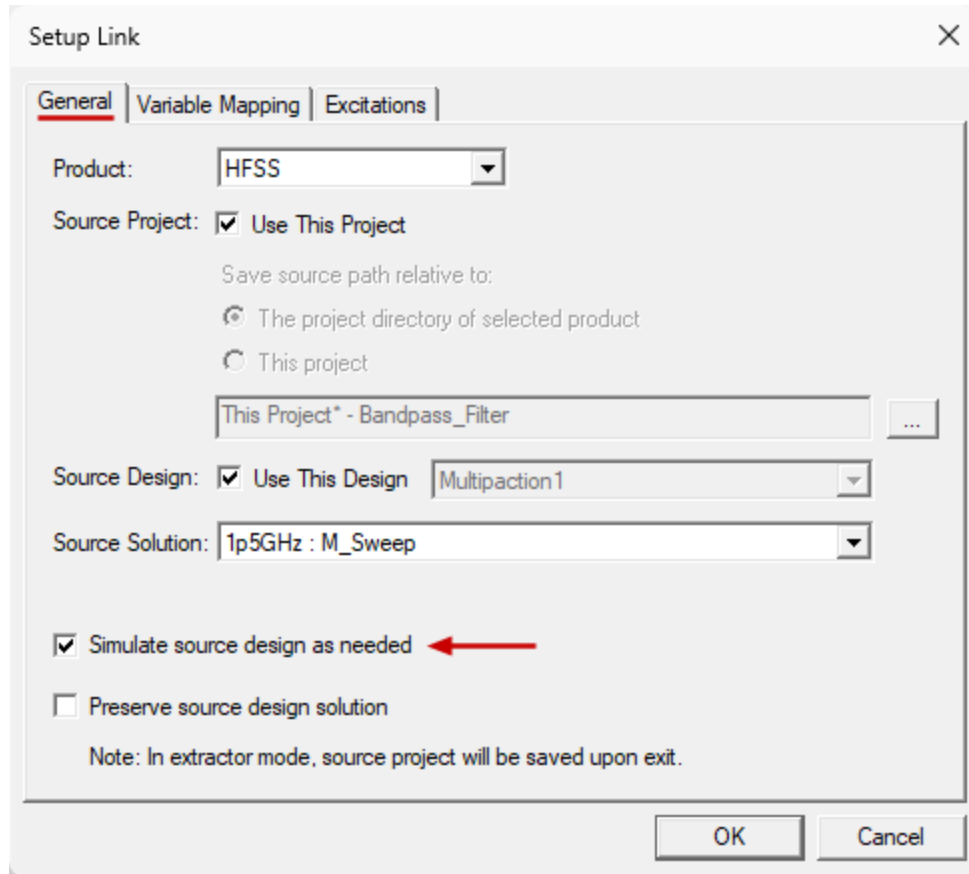 Setup Link
General Variable Mapping Excitations
Product: HFSS
Source Project: Use This Project
Save source path relative to:
The project directory of selected product
This project
This Project* - Bandpass_Filter ...
Source Design: Use This Design Multipaction1
Source Solution: 1p5GHz : M_Sweep
Simulate source design as needed
Preserve source design solution
Note: In extractor mode, source project will be saved upon exit.
OK Cancel